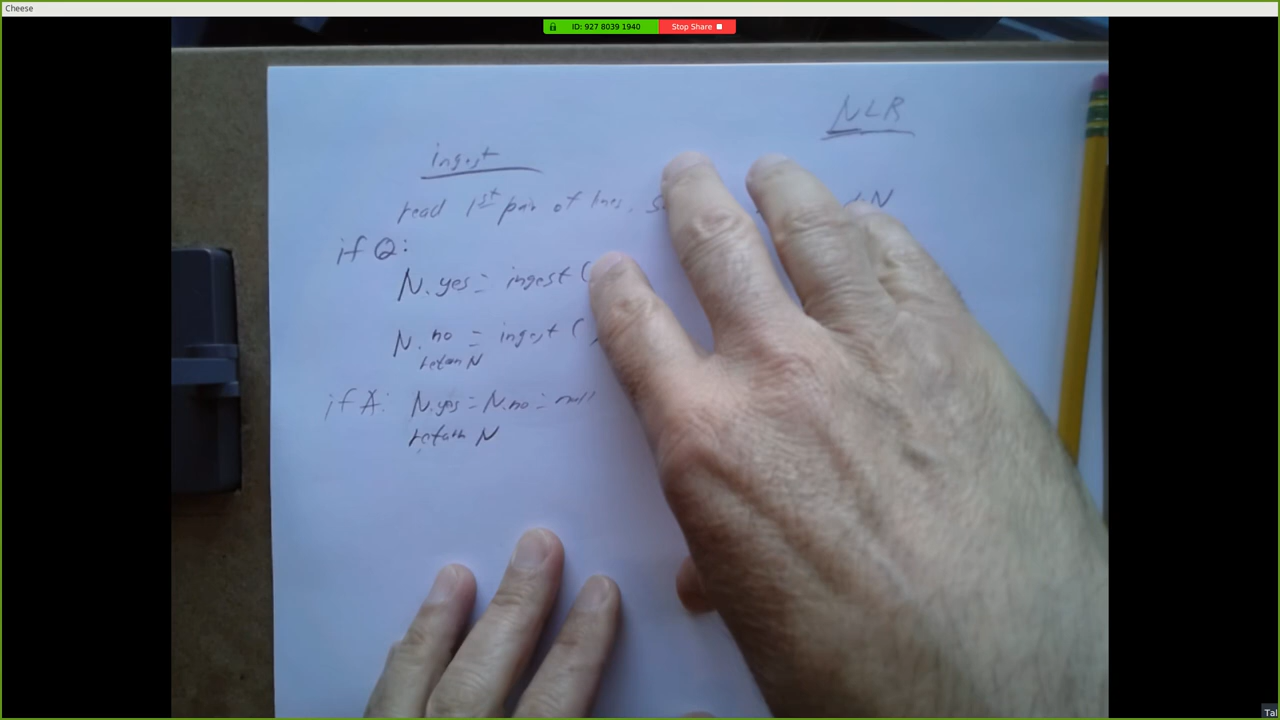 Cheese
ID: 927 8039 1940 Stop Share
NLR
ingest
read 1st pair of lines. N
if Q:
N.yes = ingest (
N.no = ingest (
return N
if A: N.yes = N.no = null
return N
Tal